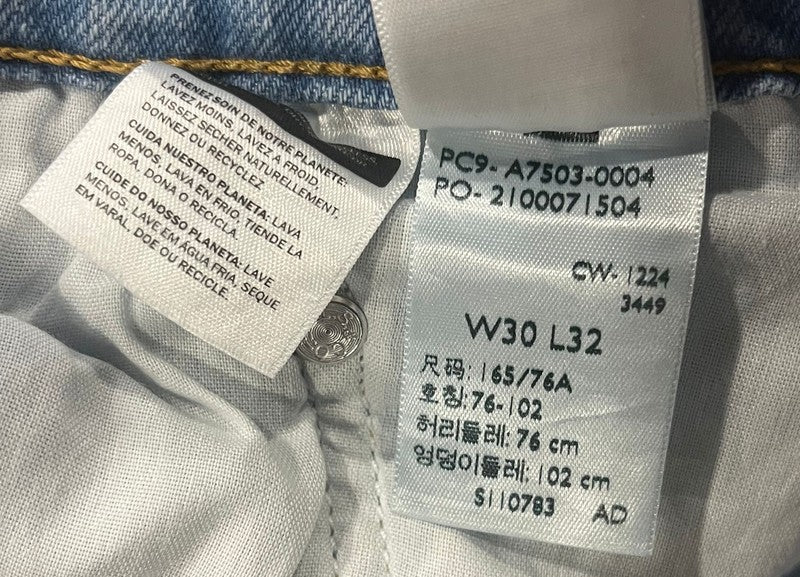 PRENEZ SOIN DE NOTRE PLANETE:
LAVEZ MOINS, LAVEZ A FROID,
LAISSEZ SÉCHER NATURELLEMENT.
DONNEZ OU RECYCLEZ.
CUIDA NUESTRO PLANETA: LAVA
MENOS, LAVA EN FRÍO, TIENDE LA
ROPA, DONA O RECICLA.
CUIDE DO NOSSO PLANETA: LAVE
MENOS, LAVE EM ÁGUA FRIA, SEQUE
EM VARAL, DOE OU RECICLE.
PC9- A7503-0004
PO- 2100071504
CW- 1224
3449
W30 L32
尺码: 165/76A
호칭:76-102
허리둘레: 76 cm
엉덩이둘레: 102 cm
S110783 AD